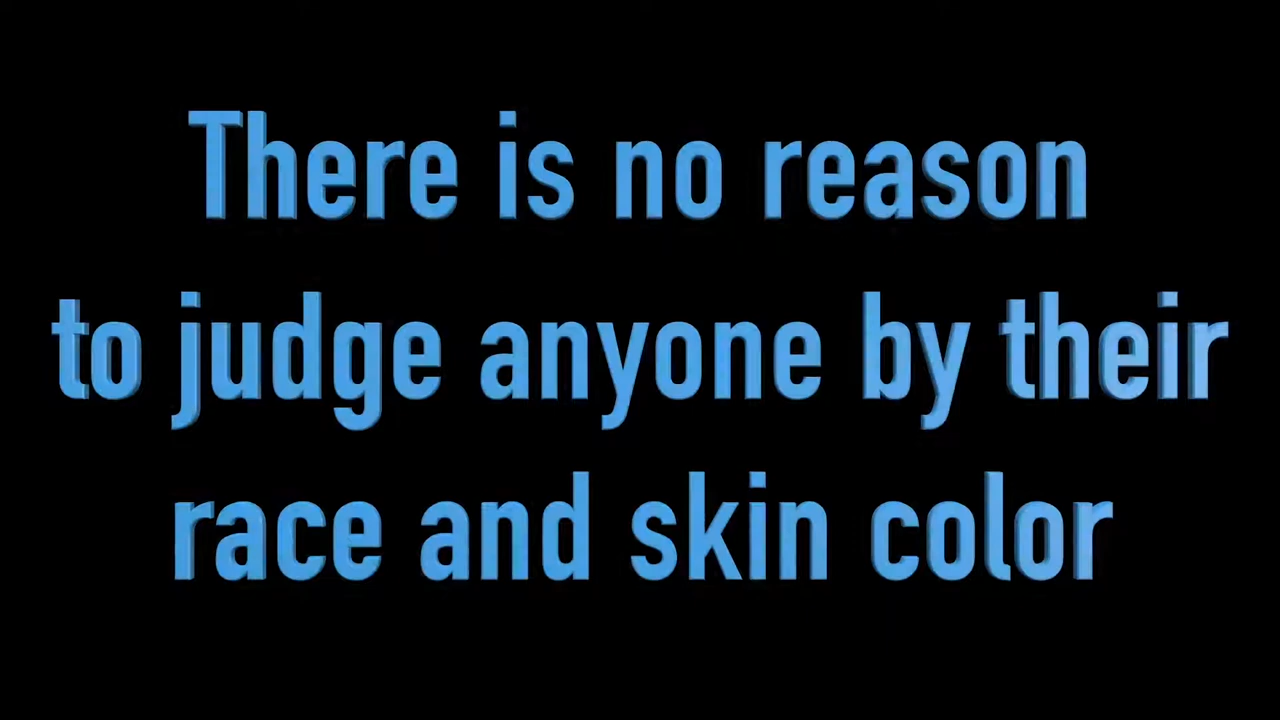 There is no reason
to judge anyone by their
race and skin color